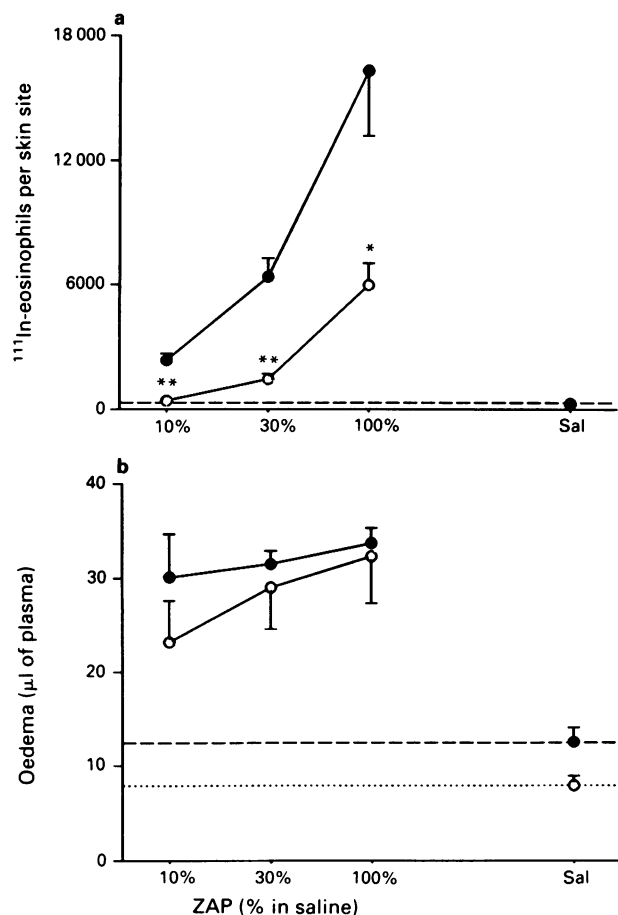 a
18 000
12 000
6000
0
¹¹¹In-eosinophils per skin site
**
**
*
10% 30% 100% Sal
b
40
30
20
10
0
Oedema (μl of plasma)
10% 30% 100% Sal
ZAP (% in saline)